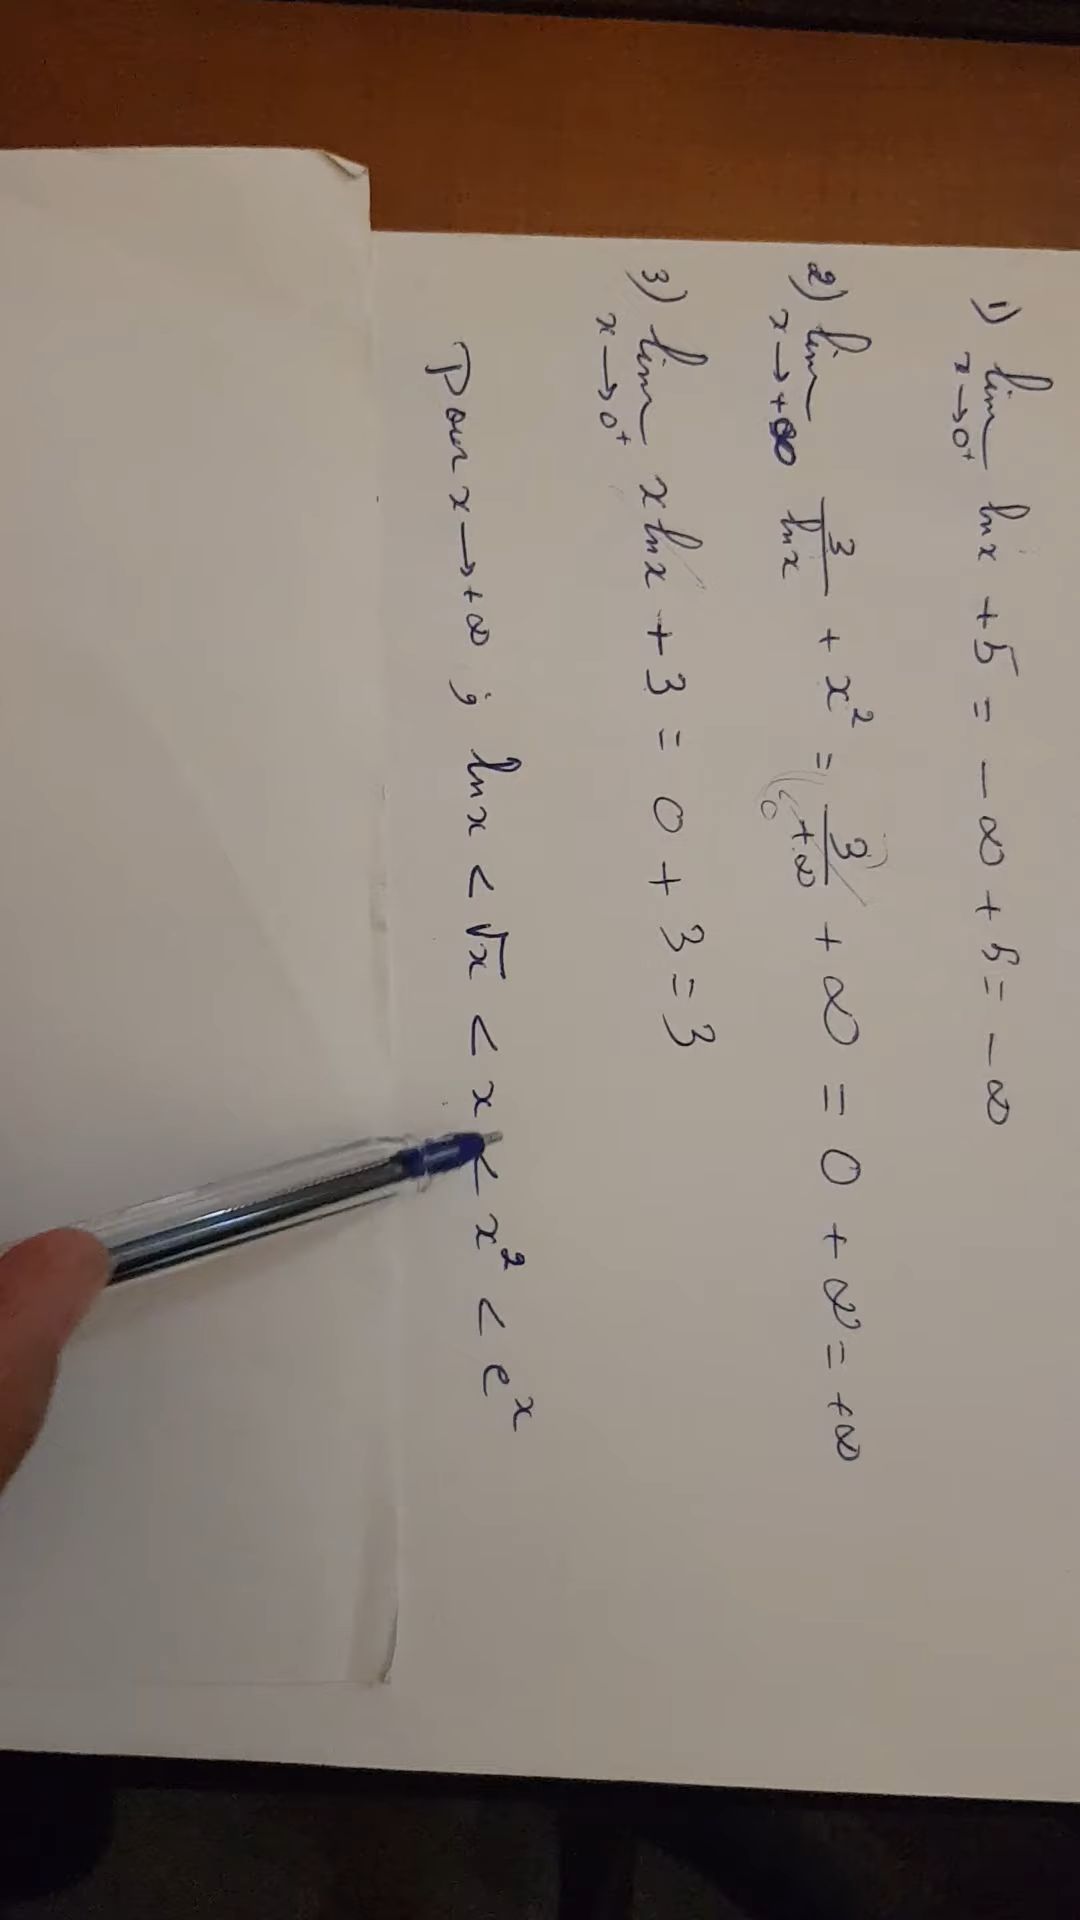 1) lim ln x + 5 = - ∞ + 5 = - ∞
x → 0⁺
2) lim 3/ln x + x² = 3/+∞ + ∞ = 0 + ∞ = +∞
x → +∞
0
3) lim x ln x + 3 = 0 + 3 = 3
x → 0⁺
Pour x → +∞ ; ln x < √x < x < x² < eˣ